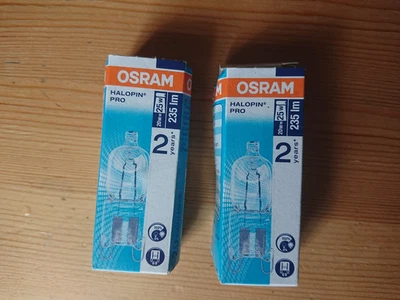 OSRAM
HALOPIN®
PRO
20W=25W
235 lm
2
years*
OSRAM
HALOPIN®
PRO
20W=25W
235 lm
2
years*